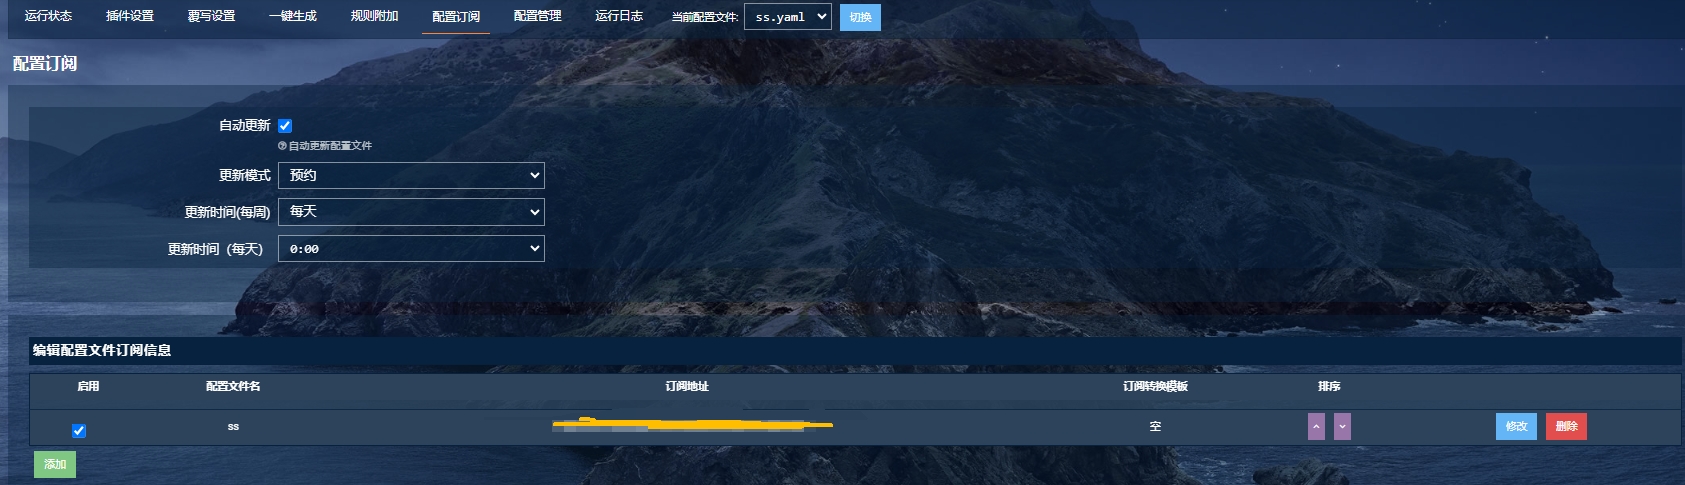 运行状态 插件设置 覆写设置 一键生成 规则附加 配置订阅 配置管理 运行日志 当前配置文件: ss.yaml 切换
配置订阅
自动更新
自动更新配置文件
更新模式 预约
更新时间(每周) 每天
更新时间（每天） 0:00
编辑配置文件订阅信息
启用 配置文件名 订阅地址 订阅转换模板 排序
ss 空 修改 删除
添加